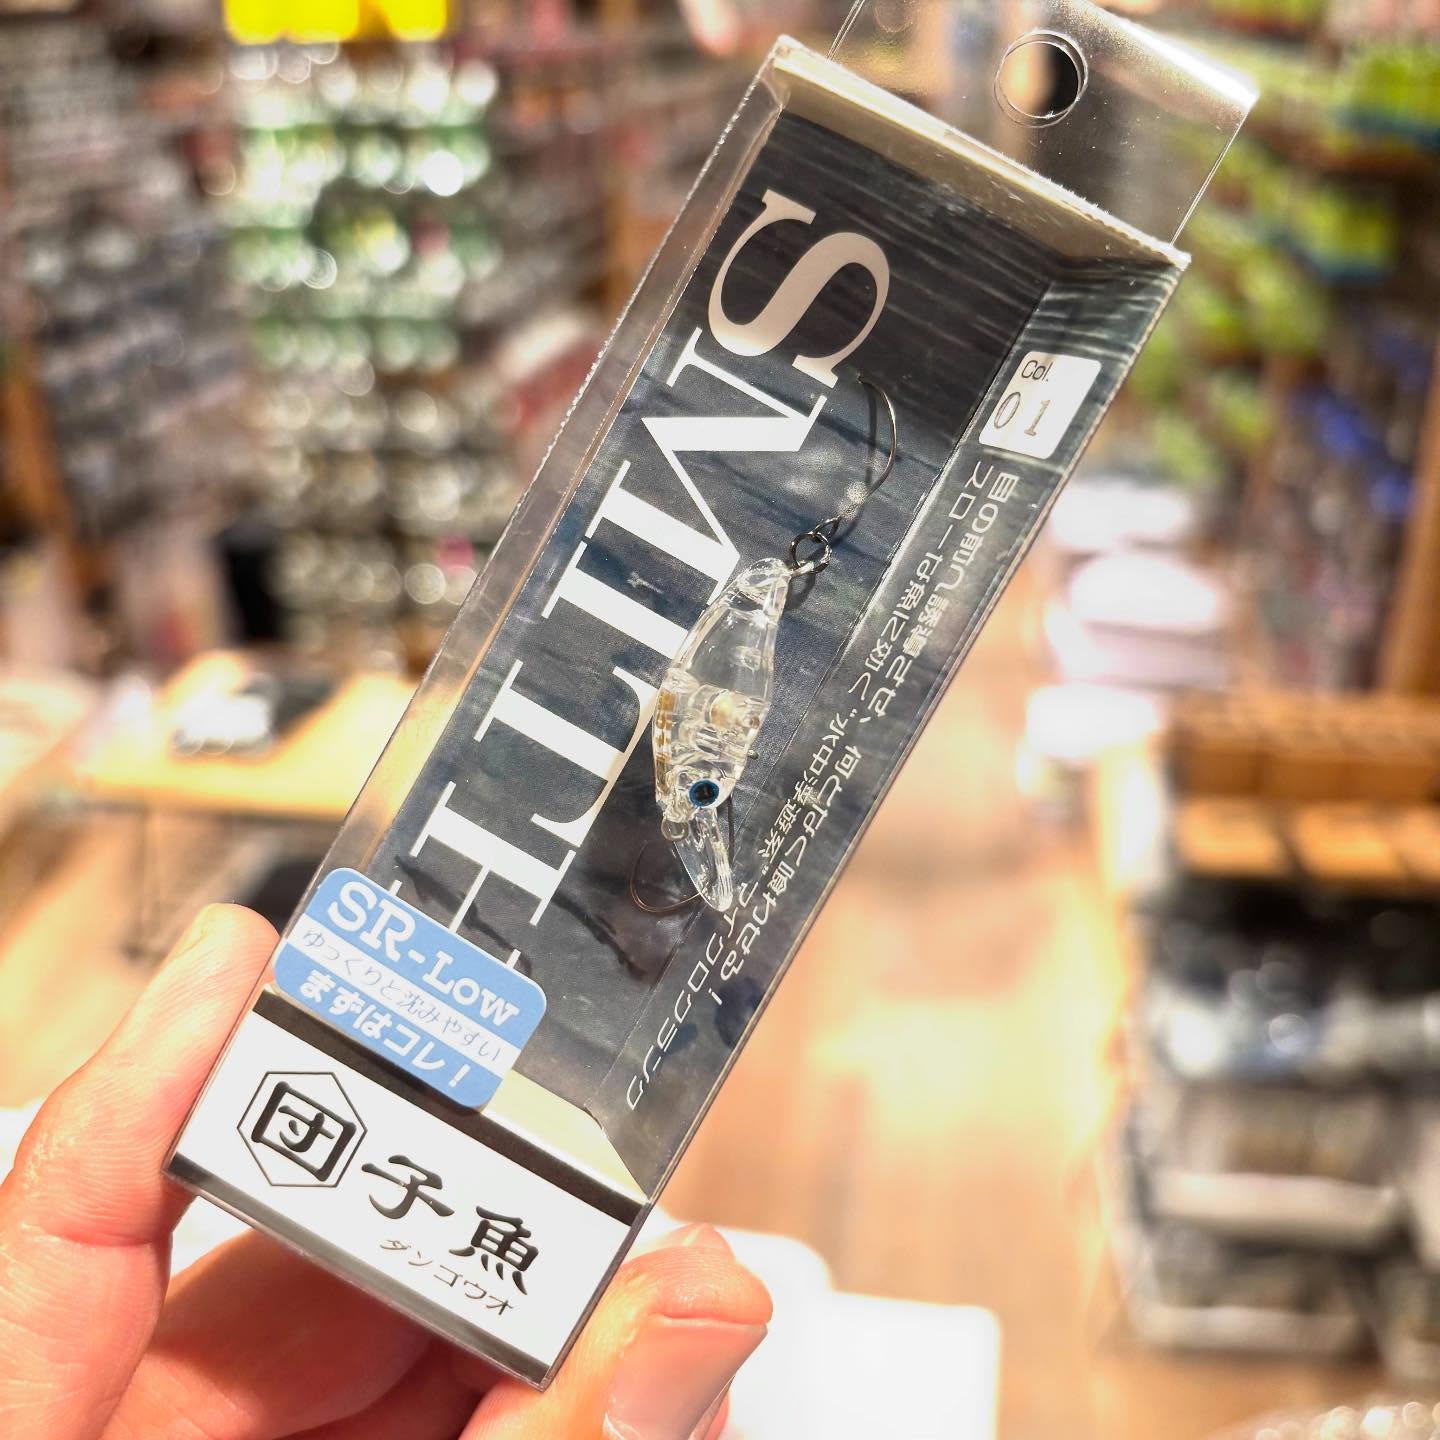 SMITH
Col.
01
目の前へ誘導させ、何となく喰わせる！
スローな魚に効く“水中浮遊系”マイクロクランク
SR-Low
ゆっくりと沈みやすい
まずはコレ！
団子魚
ダンゴウオ